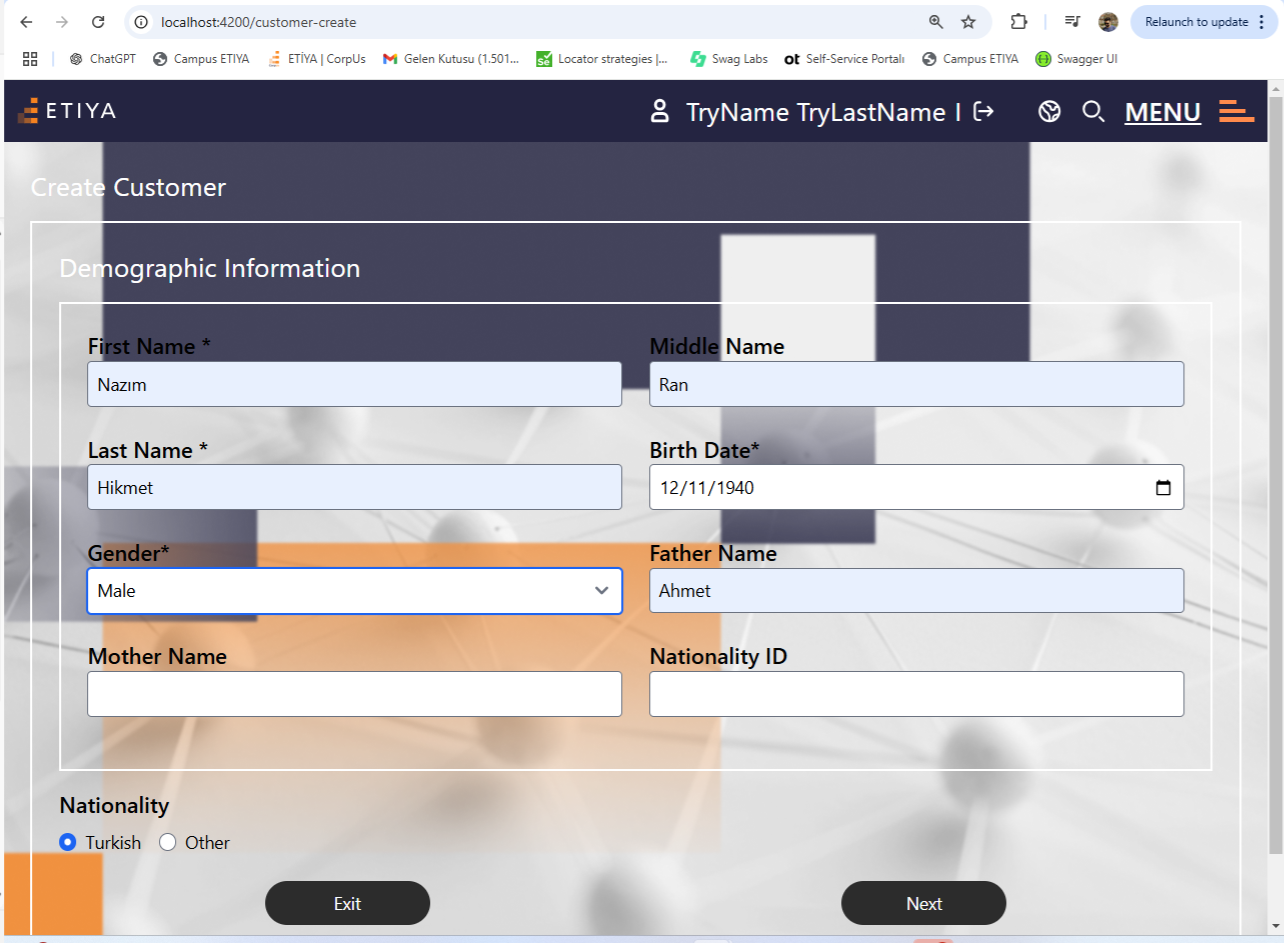 localhost:4200/customer-create
Relaunch to update
ChatGPT Campus ETIYA ETİYA | CorpUs Gelen Kutusu (1.501... Locator strategies |... Swag Labs ot Self-Service Portalı Campus ETIYA Swagger UI
ETIYA TryName TryLastName I MENU
Create Customer
Demographic Information
First Name * Middle Name
Nazım Ran
Last Name * Birth Date*
Hikmet 12/11/1940
Gender* Father Name
Male Ahmet
Mother Name Nationality ID
Nationality
Turkish Other
Exit Next